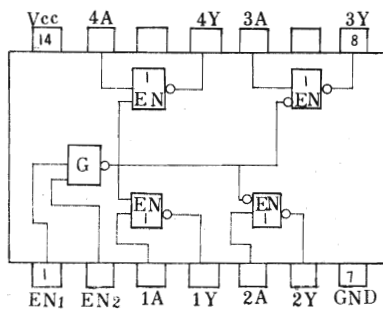 Vcc 4A 4Y 3A 3Y
14 8
1 1
EN EN
G
EN EN
1 1
1 7
EN1 EN2 1A 1Y 2A 2Y GND